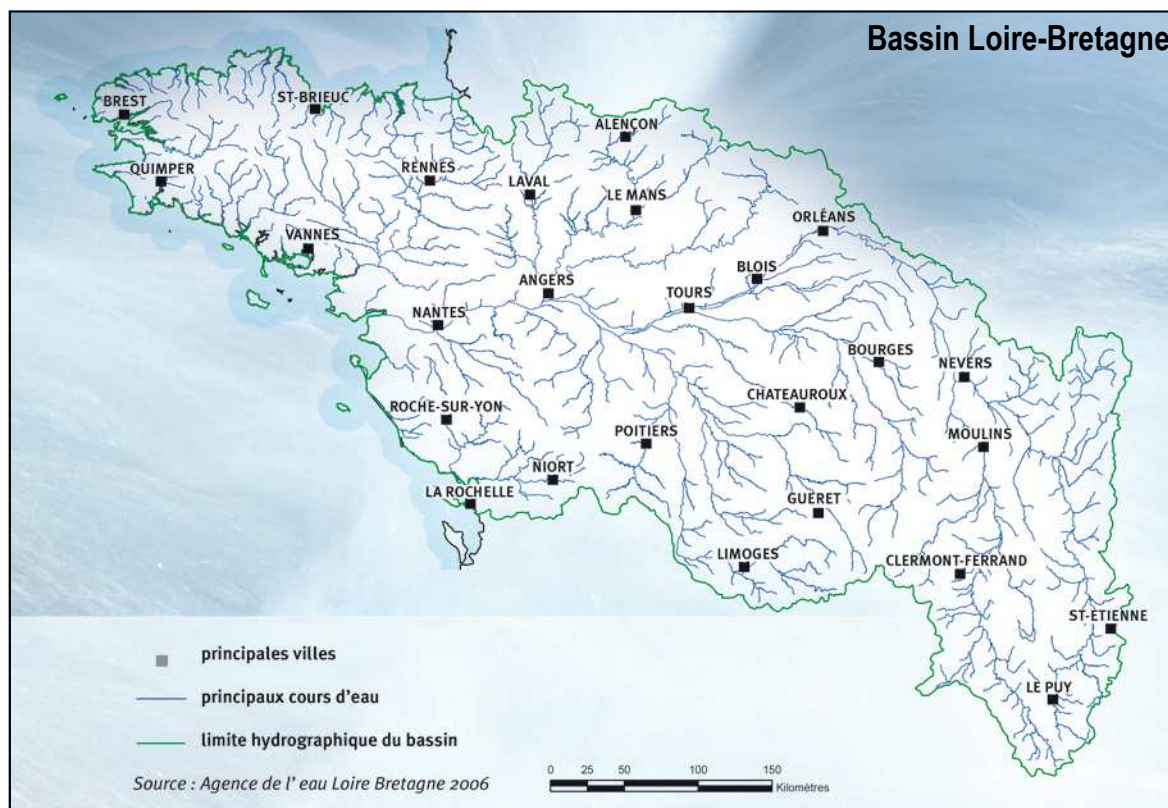 Bassin Loire-Bretagne
BREST
ST-BRIEUC
ALENÇON
QUIMPER
RENNES
LAVAL
LE MANS
ORLÉANS
VANNES
BLOIS
ANGERS
TOURS
NANTES
BOURGES
NEVERS
CHATEAUROUX
ROCHE-SUR-YON
POITIERS
MOULINS
NIORT
LA ROCHELLE
GUERET
LIMOGES
CLERMONT-FERRAND
ST-ETIENNE
LE PUY
principales villes
principaux cours d'eau
limite hydrographique du bassin
Source : Agence de l' eau Loire Bretagne 2006
0 25 50 100 150
Kilomètres